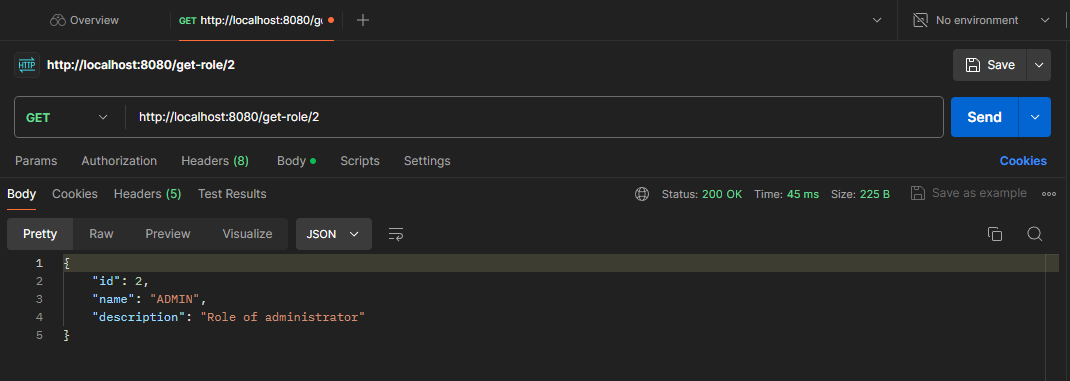 Overview GET http://localhost:8080/ge No environment
HTTP http://localhost:8080/get-role/2 Save
GET http://localhost:8080/get-role/2 Send
Params Authorization Headers (8) Body Scripts Settings Cookies
Body Cookies Headers (5) Test Results Status: 200 OK Time: 45 ms Size: 225 B Save as example
Pretty Raw Preview Visualize JSON
1 {
2 "id": 2,
3 "name": "ADMIN",
4 "description": "Role of administrator"
5 }